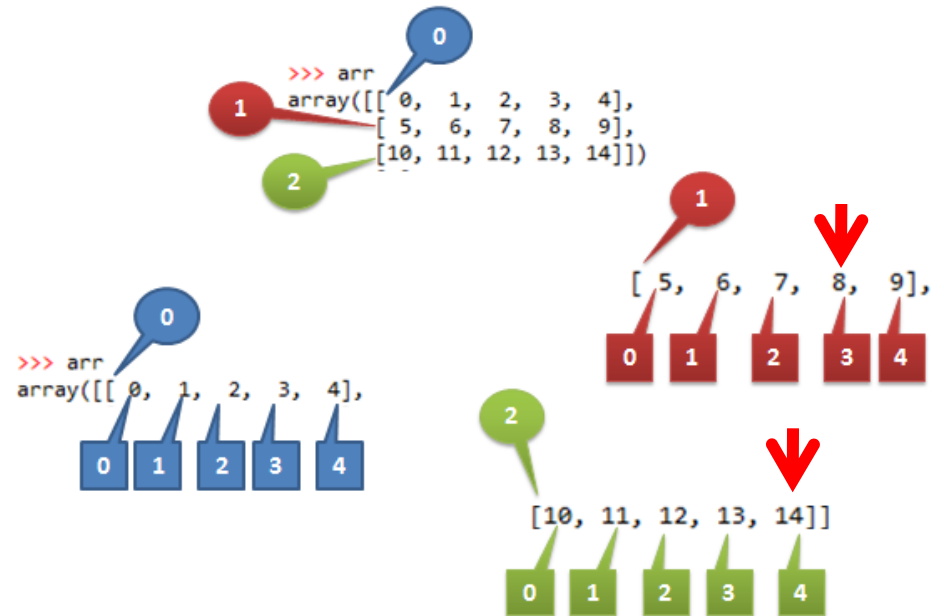 0
>>> arr
1
array([[ 0, 1, 2, 3, 4],
[ 5, 6, 7, 8, 9],
[10, 11, 12, 13, 14]])
2
1
[ 5, 6, 7, 8, 9],
0 1 2 3 4
0
>>> arr
array([[ 0, 1, 2, 3, 4],
0 1 2 3 4
2
[10, 11, 12, 13, 14]]
0 1 2 3 4